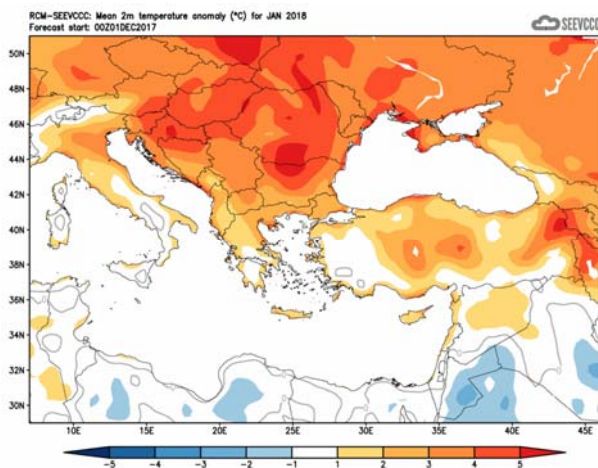 RCM-SEEVCCC: Mean 2m temperature anomaly (°C) for JAN 2018
Forecast start: 00Z01DEC2017
SEEVCCC
50N
48N
46N
44N
42N
40N
38N
36N
34N
32N
30N
10E 15E 20E 25E 30E 35E 40E 45E
-5 -4 -3 -2 -1 1 2 3 4 5